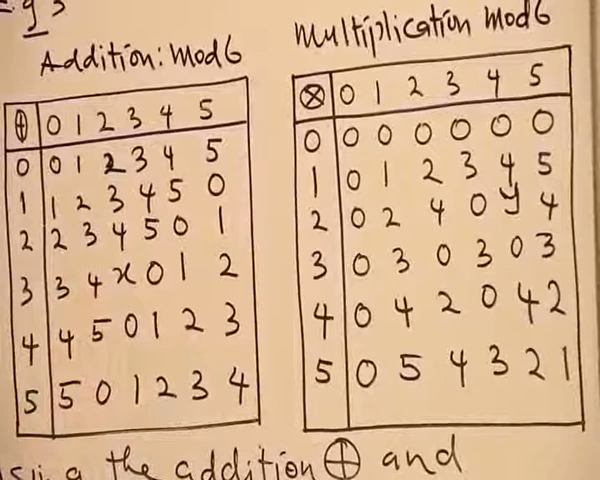 Eg 3
Addition: Mod6
⊕ 0 1 2 3 4 5
0 0 1 2 3 4 5
1 1 2 3 4 5 0
2 2 3 4 5 0 1
3 3 4 x 0 1 2
4 4 5 0 1 2 3
5 5 0 1 2 3 4
Multiplication Mod6
⊗ 0 1 2 3 4 5
0 0 0 0 0 0 0
1 0 1 2 3 4 5
2 0 2 4 0 y 4
3 0 3 0 3 0 3
4 0 4 2 0 4 2
5 0 5 4 3 2 1
the addition ⊕ and